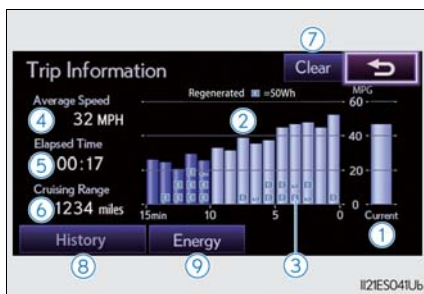 7
Trip Information
Clear
Average Speed
Regenerated E =50Wh
MPG
60
4
32 MPH
2
40
Elapsed Time
5
00:17
20
Cruising Range
6
1234 miles
15min
10
5
0
0
Current
1
History
Energy
8
9
3
II21ES041Ub